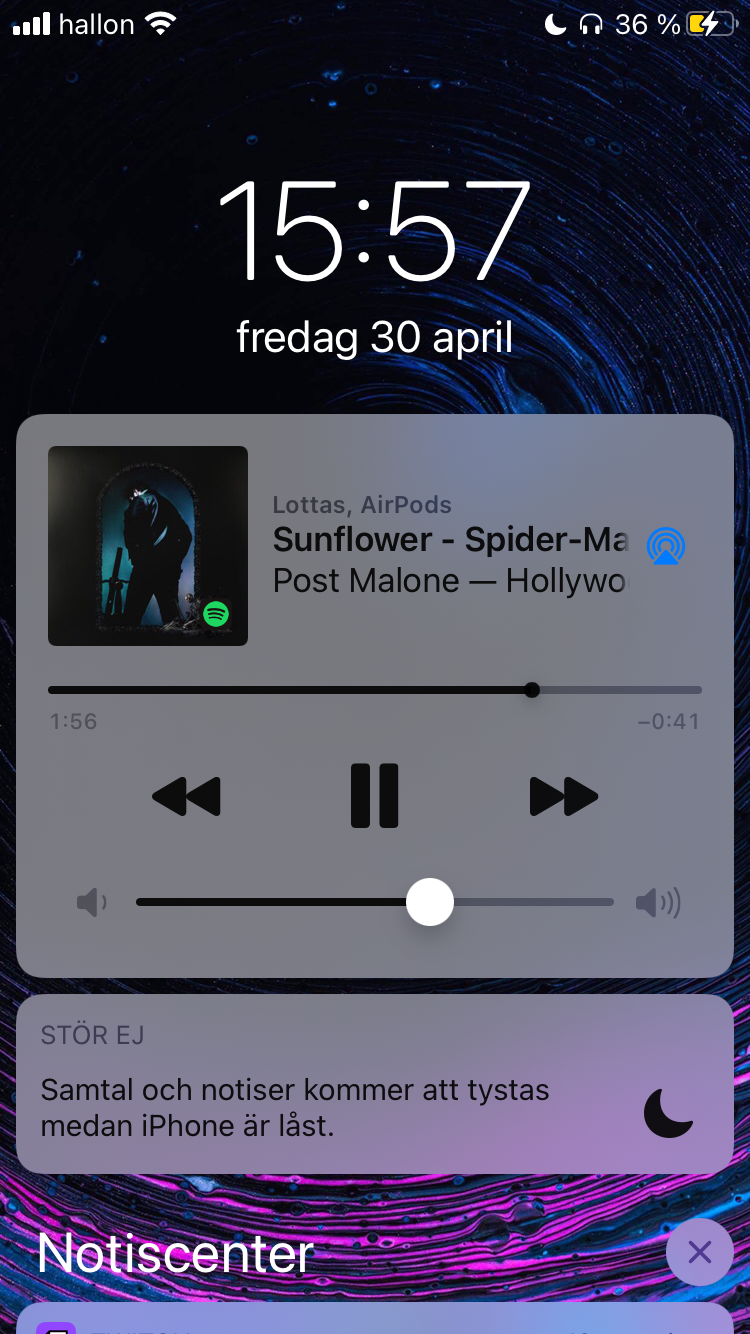 hallon 36 %
15:57
fredag 30 april
Lottas, AirPods
Sunflower - Spider-Ma
Post Malone — Hollywo
1:56 –0:41
STÖR EJ
Samtal och notiser kommer att tystas
medan iPhone är låst.
Notiscenter